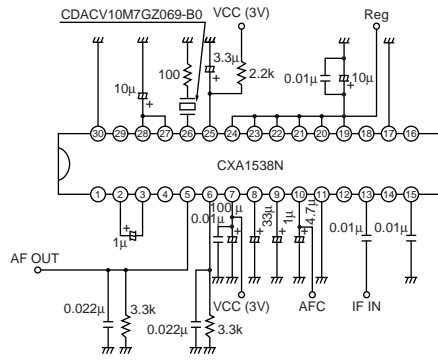 CDACV10M7GZ069-B0
VCC (3V)
Reg
3.3μ
100
2.2k
0.01μ
10μ
10μ
+
+
+
30 29 28 27 26 25 24 23 22 21 20 19 18 17 16
CXA1538N
1 2 3 4 5 6 7 8 9 10 11 12 13 14 15
1μ
+
100μ
0.01μ
+
33μ
+
1μ
+
4.7μ
+
0.01μ
0.01μ
AF OUT
VCC (3V)
AFC
IF IN
0.022μ
3.3k
0.022μ
3.3k